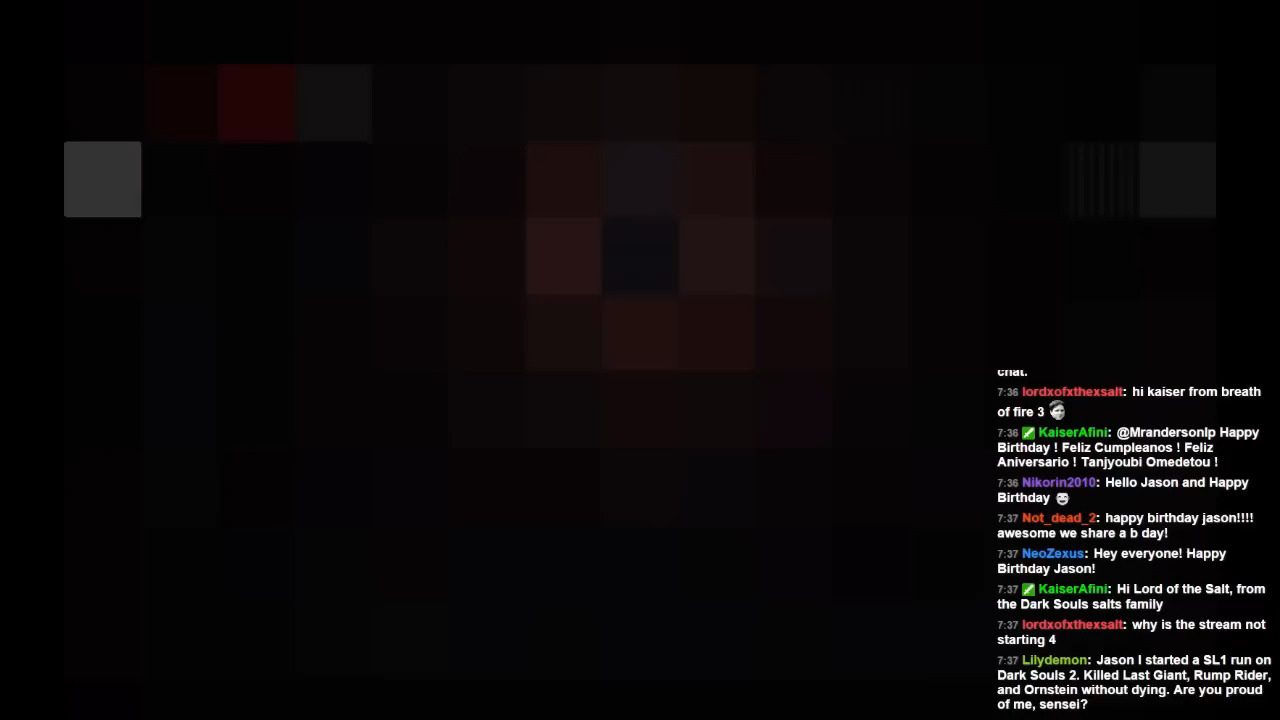 chat.
7:36 lordxofxthexsalt: hi kaiser from breath
of fire 3
7:36 KaiserAfini: @Mrandersonlp Happy
Birthday ! Feliz Cumpleanos ! Feliz
Aniversario ! Tanjyoubi Omedetou !
7:36 Nikorin2010: Hello Jason and Happy
Birthday
7:37 Not_dead_2: happy birthday jason!!!!
awesome we share a b day!
7:37 NeoZexus: Hey everyone! Happy
Birthday Jason!
7:37 KaiserAfini: Hi Lord of the Salt, from
the Dark Souls salts family
7:37 lordxofxthexsalt: why is the stream not
starting 4
7:37 Lilydemon: Jason I started a SL1 run on
Dark Souls 2. Killed Last Giant, Rump Rider,
and Ornstein without dying. Are you proud
of me, sensei?